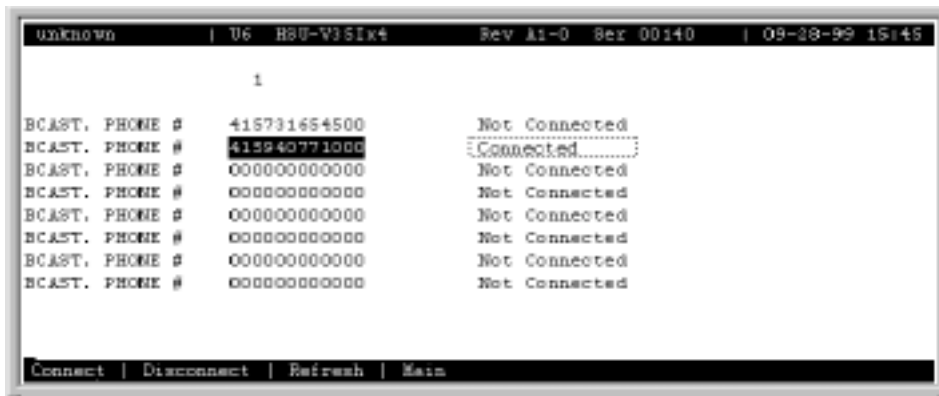 unknown | U6 HSU-V35Ix4 Rev A1-0 Ser 00140 | 09-28-99 15:45
1
BCAST. PHONE # 415731654500 Not Connected
BCAST. PHONE # 415940771000 Connected
BCAST. PHONE # 000000000000 Not Connected
BCAST. PHONE # 000000000000 Not Connected
BCAST. PHONE # 000000000000 Not Connected
BCAST. PHONE # 000000000000 Not Connected
BCAST. PHONE # 000000000000 Not Connected
BCAST. PHONE # 000000000000 Not Connected
Connect | Disconnect | Refresh | Main